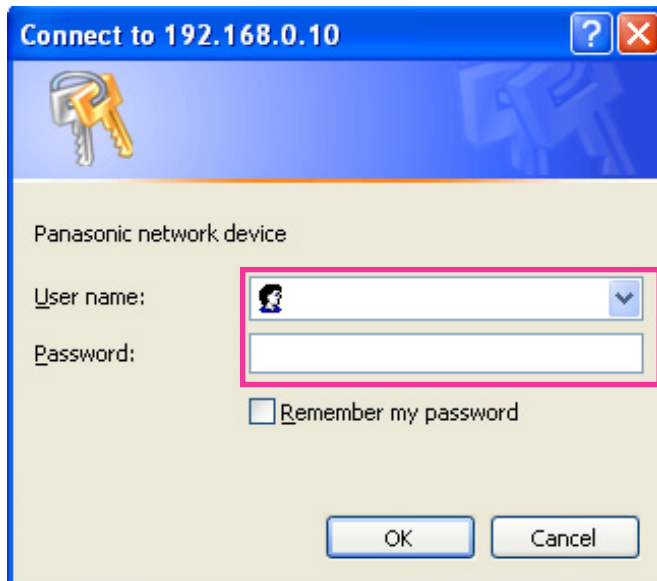 Connect to 192.168.0.10
Panasonic network device
User name:
Password:
Remember my password
OK
Cancel